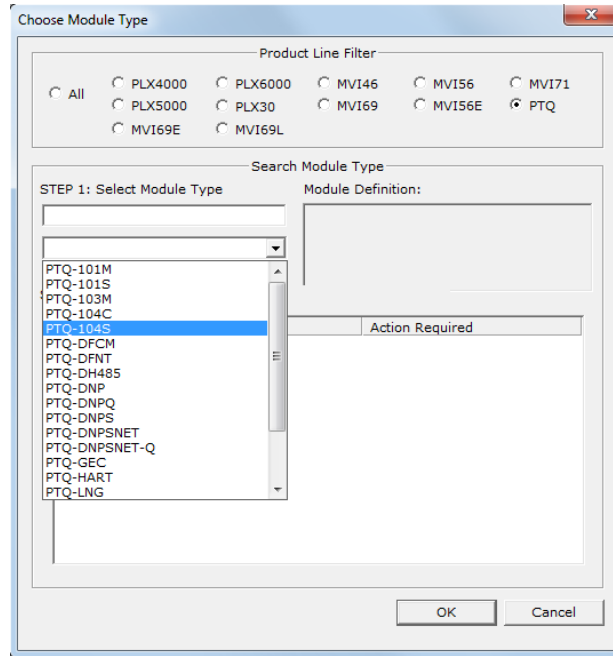 Choose Module Type
Product Line Filter
All
PLX4000 PLX6000 MVI46 MVI56 MVI71
PLX5000 PLX30 MVI69 MVI56E PTQ
MVI69E MVI69L
Search Module Type
STEP 1: Select Module Type Module Definition:
PTQ-101M
PTQ-101S
PTQ-103M
PTQ-104C
PTQ-104S
Action Required
PTQ-DFCM
PTQ-DFNT
PTQ-DH485
PTQ-DNP
PTQ-DNPQ
PTQ-DNPS
PTQ-DNPSNET
PTQ-DNPSNET-Q
PTQ-GEC
PTQ-HART
PTQ-LNG
OK Cancel